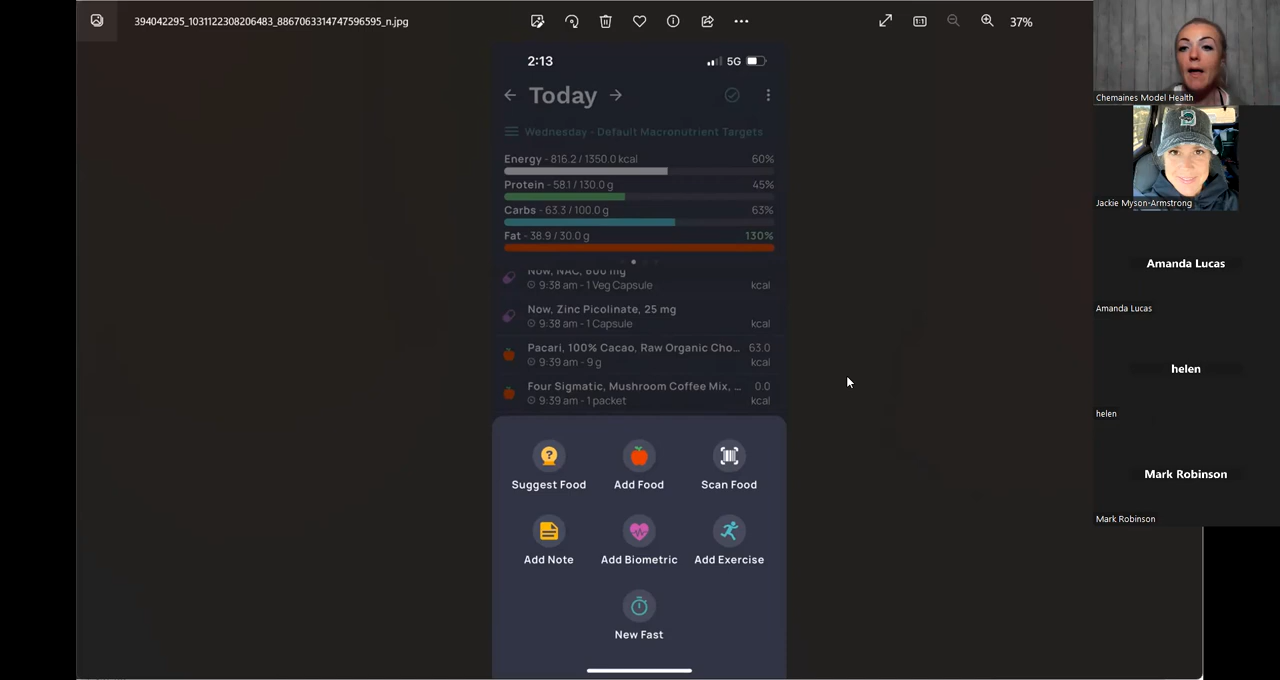 394042295_1031122308206483_8867063314747596595_n.jpg
37%
2:13
5G
Today
Wednesday - Default Macronutrient Targets
Energy - 816.2 / 1350.0 kcal 60%
Protein - 58.1 / 130.0 g 45%
Carbs - 63.3 / 100.0 g 63%
Fat - 38.9 / 30.0 g 130%
Now, NAC, 600 mg
9:38 am - 1 Veg Capsule kcal
Now, Zinc Picolinate, 25 mg
9:38 am - 1 Capsule kcal
Pacari, 100% Cacao, Raw Organic Cho... 63.0
9:39 am - 9 g kcal
Four Sigmatic, Mushroom Coffee Mix, ... 0.0
9:39 am - 1 packet kcal
Suggest Food Add Food Scan Food
Add Note Add Biometric Add Exercise
New Fast
Chemaines Model Health
Jackie Myson-Armstrong
Amanda Lucas
Amanda Lucas
helen
helen
Mark Robinson
Mark Robinson